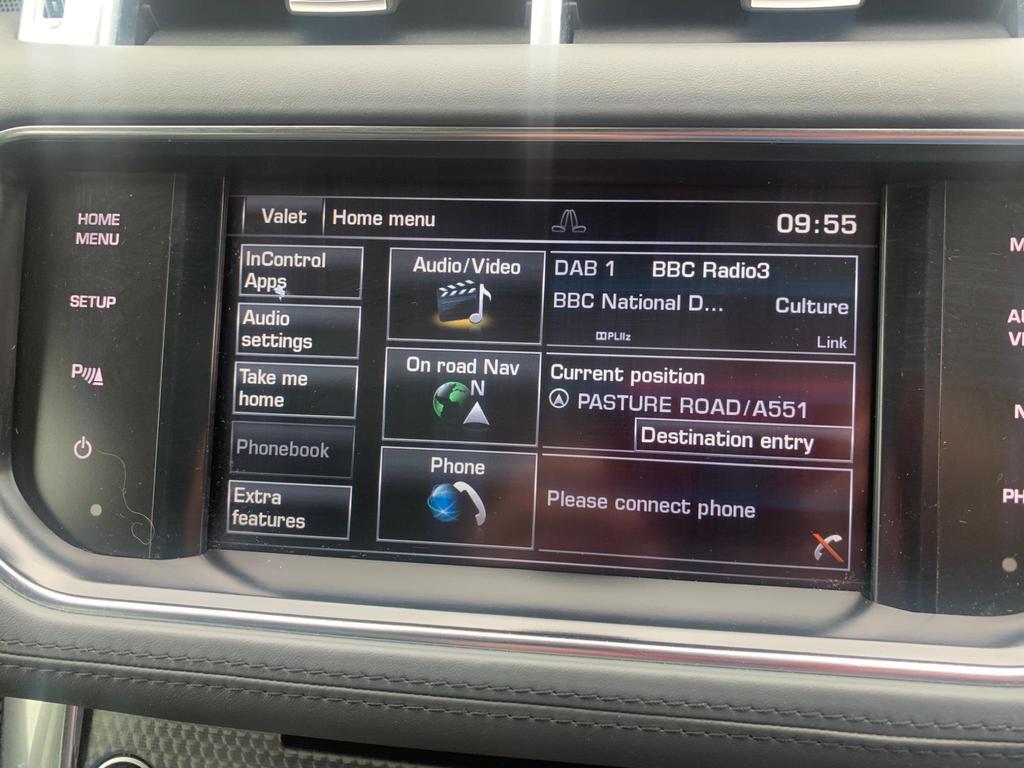 HOME
MENU
SETUP
P
Valet
Home menu
09:55
InControl
Apps
Audio
settings
Take me
home
Phonebook
Extra
features
Audio/Video
On road Nav
N
Phone
DAB 1 BBC Radio3
BBC National D... Culture
Link
Current position
PASTURE ROAD/A551
Destination entry
Please connect phone